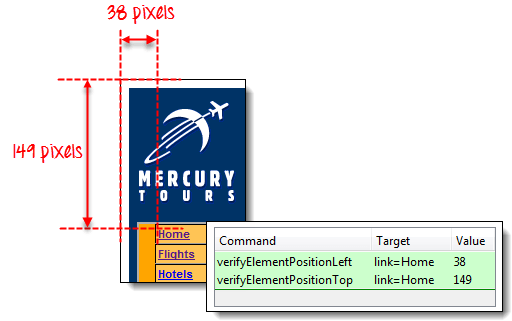 38 pixels
149 pixels
MERCURY
TOURS
Home
Flights
Hotels
Command Target Value
verifyElementPositionLeft link=Home 38
verifyElementPositionTop link=Home 149